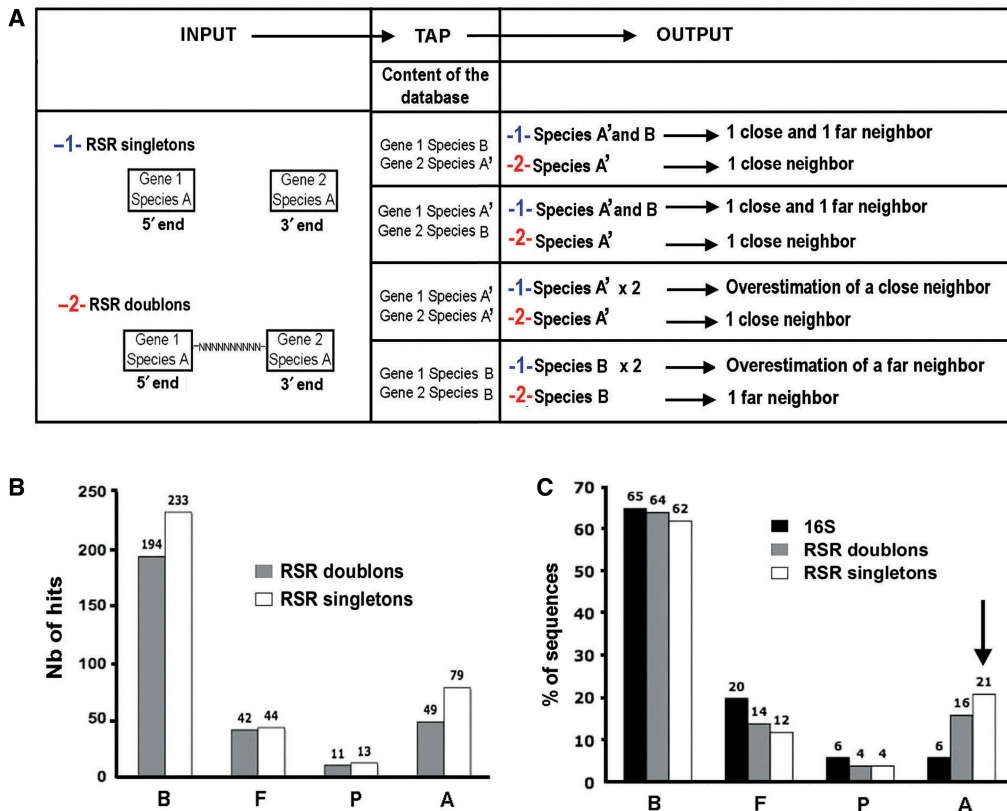 A
INPUT TAP OUTPUT
Content of the
database
-1- RSR singletons
Gene 1
Species A
5′ end
Gene 2
Species A
3′ end
-2- RSR doublons
Gene 1
Species A
-NNNNNNNNNN-
Gene 2
Species A
5′ end
3′ end
Gene 1 Species B
Gene 2 Species A'
-1- Species A' and B 1 close and 1 far neighbor
-2- Species A' 1 close neighbor
Gene 1 Species A'
Gene 2 Species B
-1- Species A' and B 1 close and 1 far neighbor
-2- Species A' 1 close neighbor
Gene 1 Species A'
Gene 2 Species A'
-1- Species A' x 2 Overestimation of a close neighbor
-2- Species A' 1 close neighbor
Gene 1 Species B
Gene 2 Species B
-1- Species B x 2 Overestimation of a far neighbor
-2- Species B 1 far neighbor
B
Nb of hits
250
200
150
100
50
0
194 233
42 44
11 13
49 79
RSR doublons
RSR singletons
B F P A
C
% of sequences
70
60
50
40
30
20
10
0
65 64 62
20 14 12
6 4 4
6 16 21
16S
RSR doublons
RSR singletons
B F P A